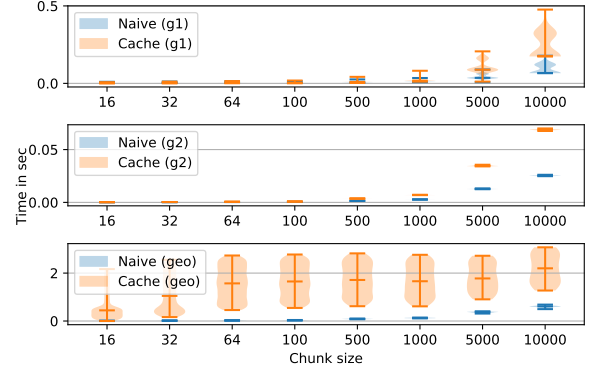 0.5
0.0
Naive (g1)
Cache (g1)
16 32 64 100 500 1000 5000 10000
Time in sec
0.05
0.00
Naive (g2)
Cache (g2)
16 32 64 100 500 1000 5000 10000
2
0
Naive (geo)
Cache (geo)
16 32 64 100 500 1000 5000 10000
Chunk size